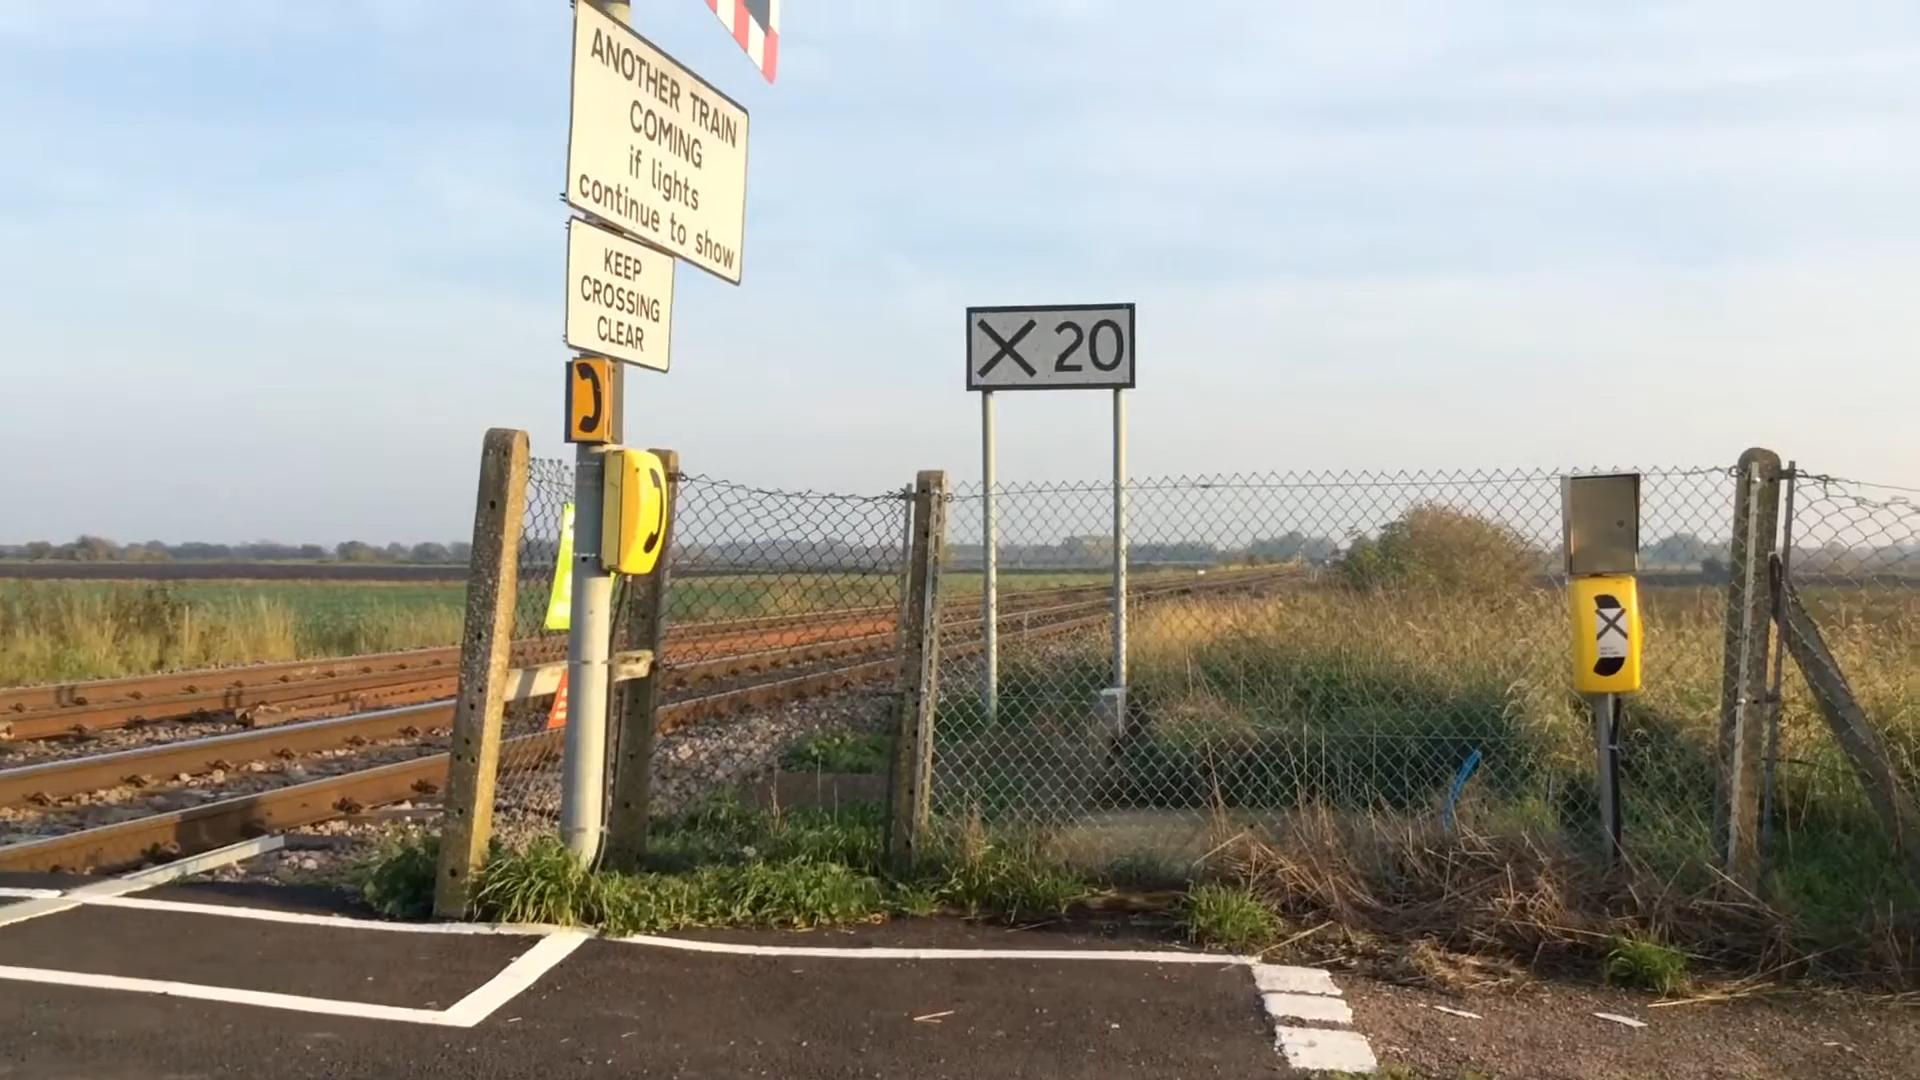 ANOTHER TRAIN
COMING
if lights
continue to show
KEEP
CROSSING
CLEAR
X 20